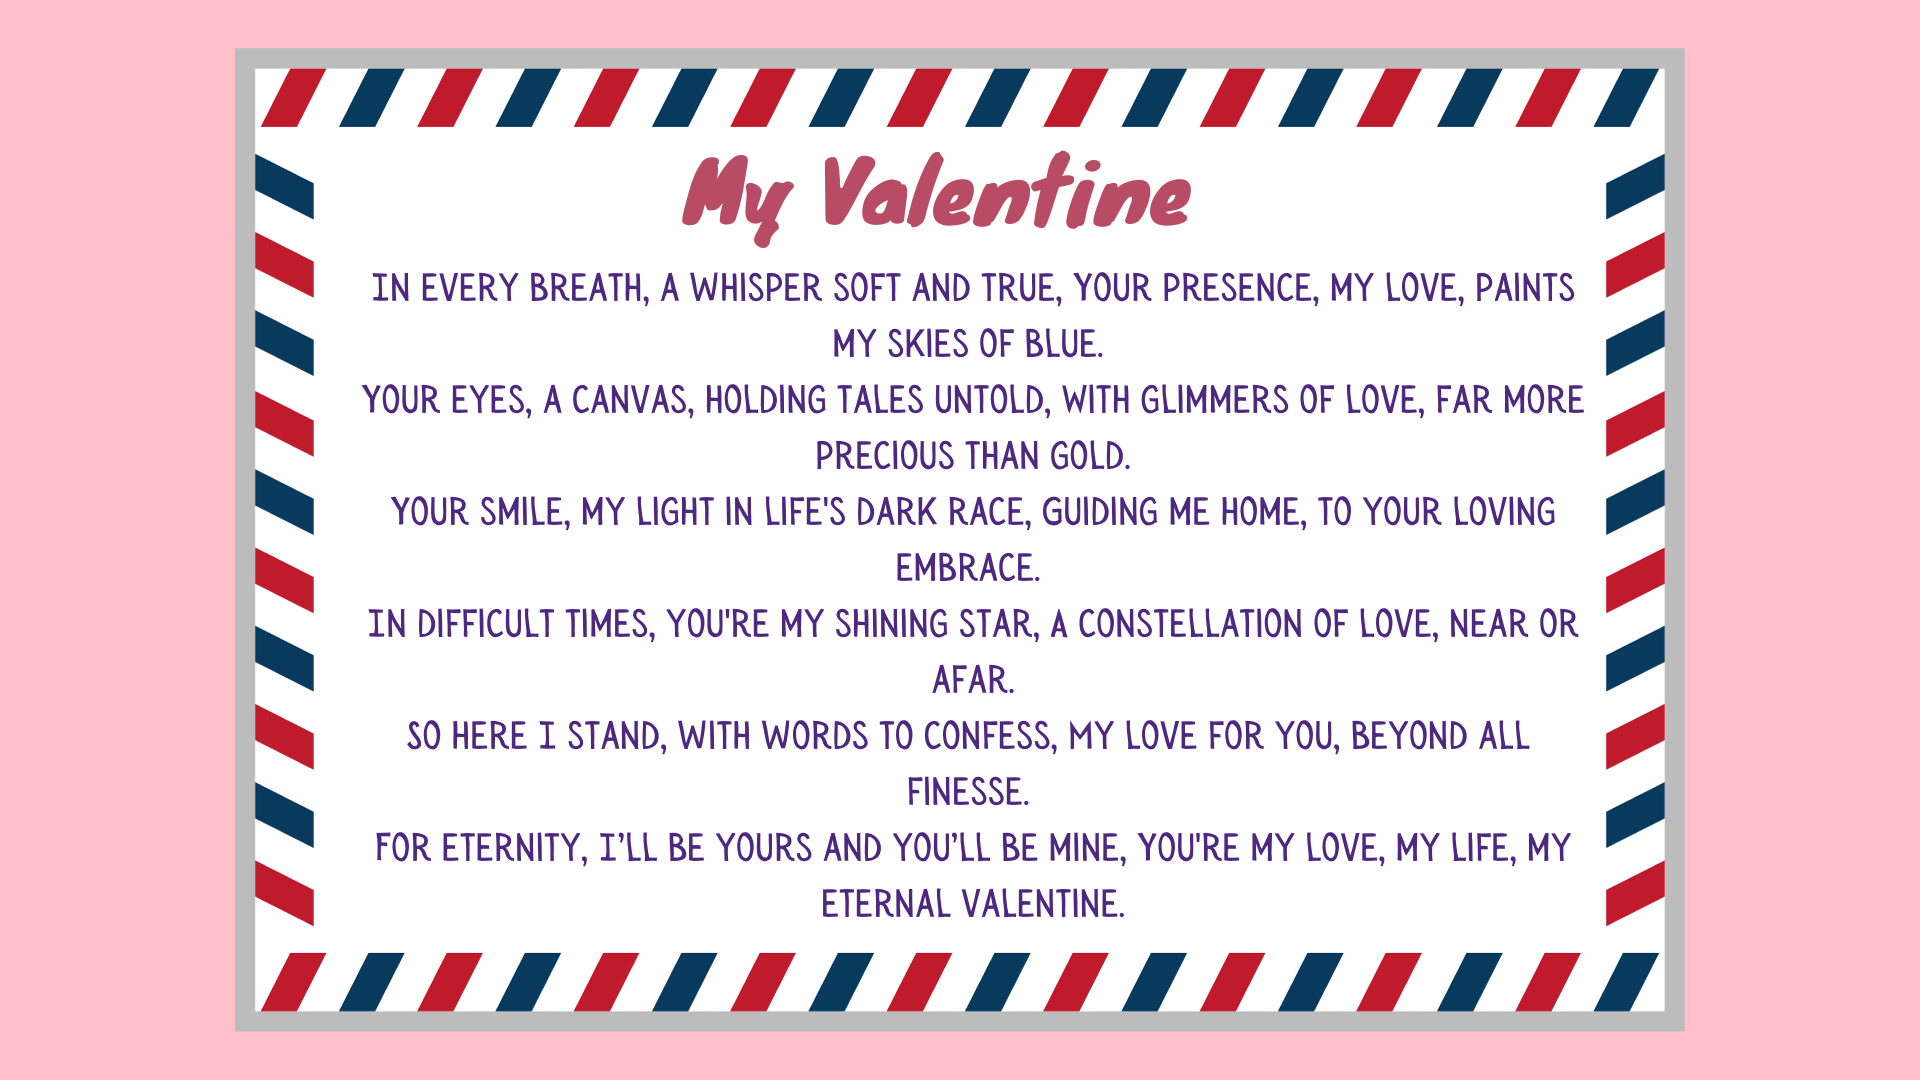 My Valentine
IN EVERY BREATH, A WHISPER SOFT AND TRUE, YOUR PRESENCE, MY LOVE, PAINTS
MY SKIES OF BLUE.
YOUR EYES, A CANVAS, HOLDING TALES UNTOLD, WITH GLIMMERS OF LOVE, FAR MORE
PRECIOUS THAN GOLD.
YOUR SMILE, MY LIGHT IN LIFE'S DARK RACE, GUIDING ME HOME, TO YOUR LOVING
EMBRACE.
IN DIFFICULT TIMES, YOU'RE MY SHINING STAR, A CONSTELLATION OF LOVE, NEAR OR
AFAR.
SO HERE I STAND, WITH WORDS TO CONFESS, MY LOVE FOR YOU, BEYOND ALL
FINESSE.
FOR ETERNITY, I’LL BE YOURS AND YOU’LL BE MINE, YOU'RE MY LOVE, MY LIFE, MY
ETERNAL VALENTINE.